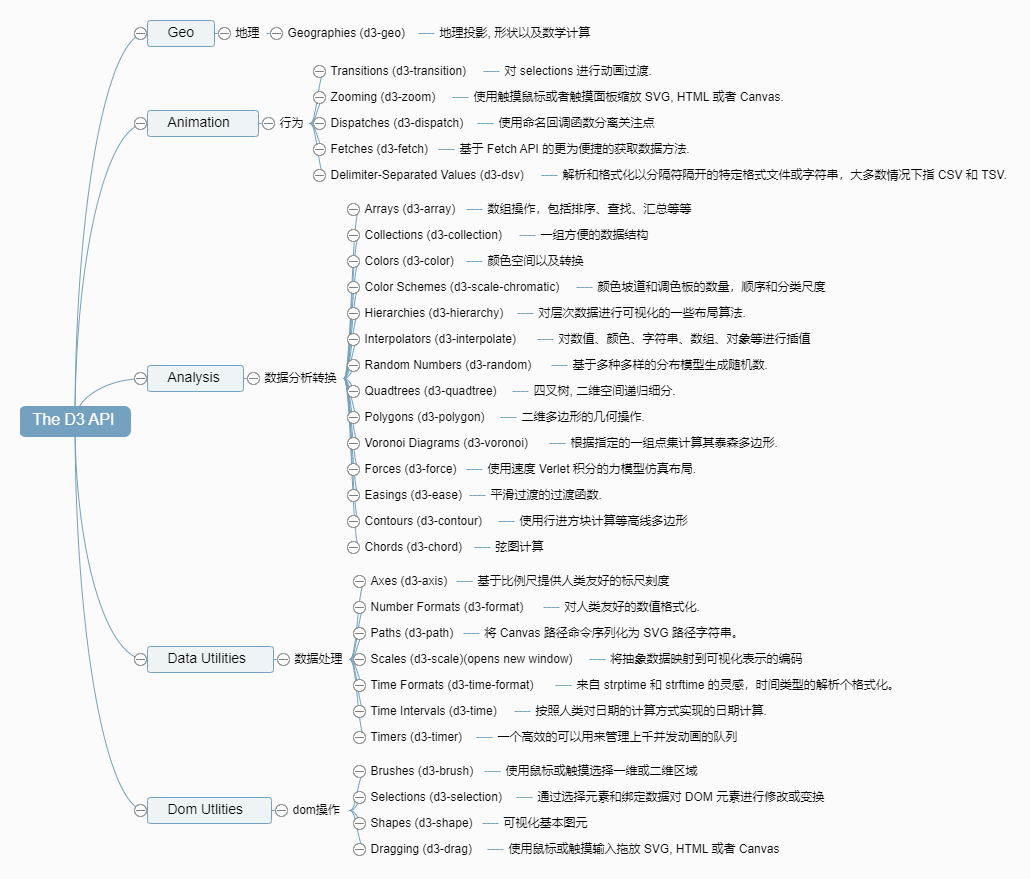 Geo 地理 Geographies (d3-geo) 地理投影, 形状以及数学计算
Transitions (d3-transition) 对 selections 进行动画过渡.
Zooming (d3-zoom) 使用触摸鼠标或者触摸面板缩放 SVG, HTML 或者 Canvas.
Animation 行为 Dispatches (d3-dispatch) 使用命名回调函数分离关注点
Fetches (d3-fetch) 基于 Fetch API 的更为便捷的获取数据方法.
Delimiter-Separated Values (d3-dsv) 解析和格式化以分隔符隔开的特定格式文件或字符串，大多数情况下指 CSV 和 TSV.
Arrays (d3-array) 数组操作，包括排序、查找、汇总等等
Collections (d3-collection) 一组方便的数据结构
Colors (d3-color) 颜色空间以及转换
Color Schemes (d3-scale-chromatic) 颜色坡道和调色板的数量，顺序和分类尺度
Hierarchies (d3-hierarchy) 对层次数据进行可视化的一些布局算法.
Interpolators (d3-interpolate) 对数值、颜色、字符串、数组、对象等进行插值
Random Numbers (d3-random) 基于多种多样的分布模型生成随机数.
Analysis 数据分析转换
Quadtrees (d3-quadtree) 四叉树, 二维空间递归细分.
Polygons (d3-polygon) 二维多边形的几何操作.
The D3 API
Voronoi Diagrams (d3-voronoi) 根据指定的一组点集计算其泰森多边形.
Forces (d3-force) 使用速度 Verlet 积分的力模型仿真布局.
Easings (d3-ease) 平滑过渡的过渡函数.
Contours (d3-contour) 使用行进方块计算等高线多边形
Chords (d3-chord) 弦图计算
Axes (d3-axis) 基于比例尺提供人类友好的标尺刻度
Number Formats (d3-format) 对人类友好的数值格式化.
Paths (d3-path) 将 Canvas 路径命令序列化为 SVG 路径字符串。
Data Utilities 数据处理 Scales (d3-scale)(opens new window) 将抽象数据映射到可视化表示的编码
Time Formats (d3-time-format) 来自 strptime 和 strftime 的灵感，时间类型的解析个格式化。
Time Intervals (d3-time) 按照人类对日期的计算方式实现的日期计算.
Timers (d3-timer) 一个高效的可以用来管理上千并发动画的队列
Brushes (d3-brush) 使用鼠标或触摸选择一维或二维区域
Selections (d3-selection) 通过选择元素和绑定数据对 DOM 元素进行修改或变换
Dom Utlities dom操作
Shapes (d3-shape) 可视化基本图元
Dragging (d3-drag) 使用鼠标或触摸输入拖放 SVG, HTML 或者 Canvas